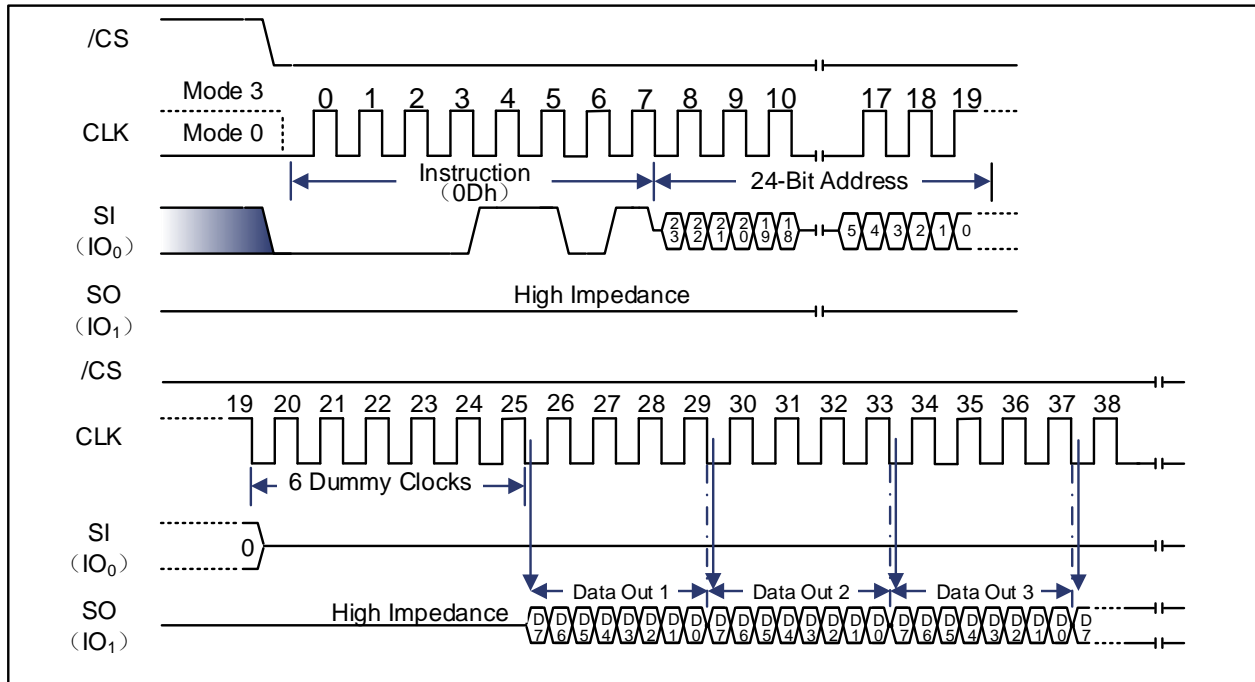 /CS
Mode 3
0 1 2 3 4 5 6 7 8 9 10 17 18 19
CLK
Mode 0
Instruction
（0Dh）
24-Bit Address
SI
（IO0）
23 22 21 20 19 18 5 4 3 2 1 0
SO
（IO1）
High Impedance
/CS
19 20 21 22 23 24 25 26 27 28 29 30 31 32 33 34 35 36 37 38
CLK
6 Dummy Clocks
SI
（IO0）
0
Data Out 1 Data Out 2 Data Out 3
SO
（IO1）
High Impedance
D7 D6 D5 D4 D3 D2 D1 D0 D7 D6 D5 D4 D3 D2 D1 D0 D7 D6 D5 D4 D3 D2 D1 D0 D7